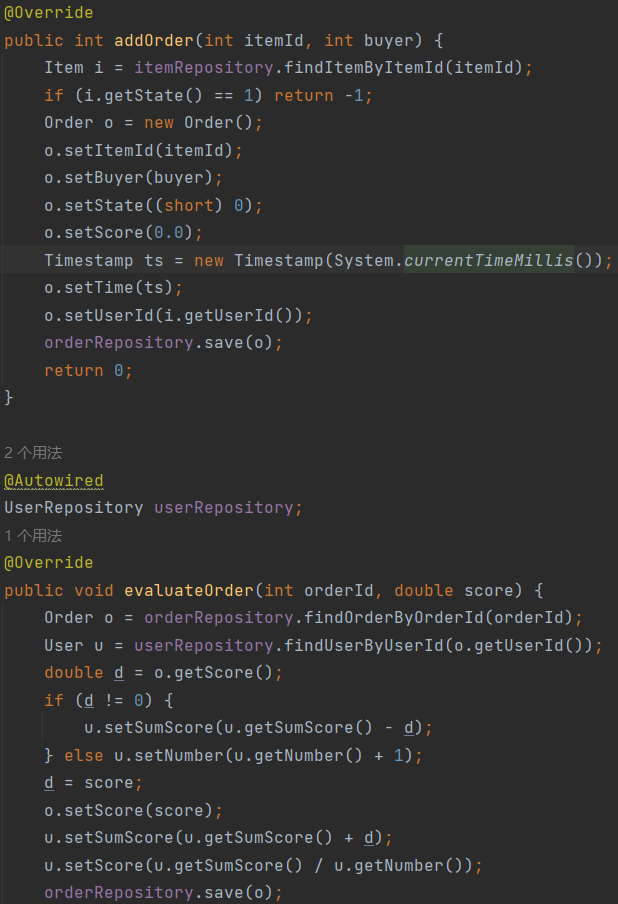 @Override
public int addOrder(int itemId, int buyer) {
    Item i = itemRepository.findItemByItemId(itemId);
    if (i.getState() == 1) return -1;
    Order o = new Order();
    o.setItemId(itemId);
    o.setBuyer(buyer);
    o.setState((short) 0);
    o.setScore(0.0);
    Timestamp ts = new Timestamp(System.currentTimeMillis());
    o.setTime(ts);
    o.setUserId(i.getUserId());
    orderRepository.save(o);
    return 0;
}
2 个用法
@Autowired
UserRepository userRepository;
1 个用法
@Override
public void evaluateOrder(int orderId, double score) {
    Order o = orderRepository.findOrderByOrderId(orderId);
    User u = userRepository.findUserByUserId(o.getUserId());
    double d = o.getScore();
    if (d != 0) {
        u.setSumScore(u.getSumScore() - d);
    } else u.setNumber(u.getNumber() + 1);
    d = score;
    o.setScore(score);
    u.setSumScore(u.getSumScore() + d);
    u.setScore(u.getSumScore() / u.getNumber());
    orderRepository.save(o);